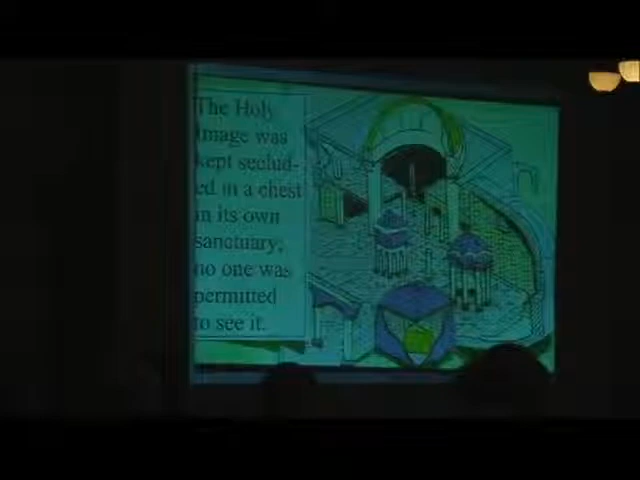 The Holy
Image was
kept seclud-
ed in a chest
in its own
sanctuary;
no one was
permitted
to see it.